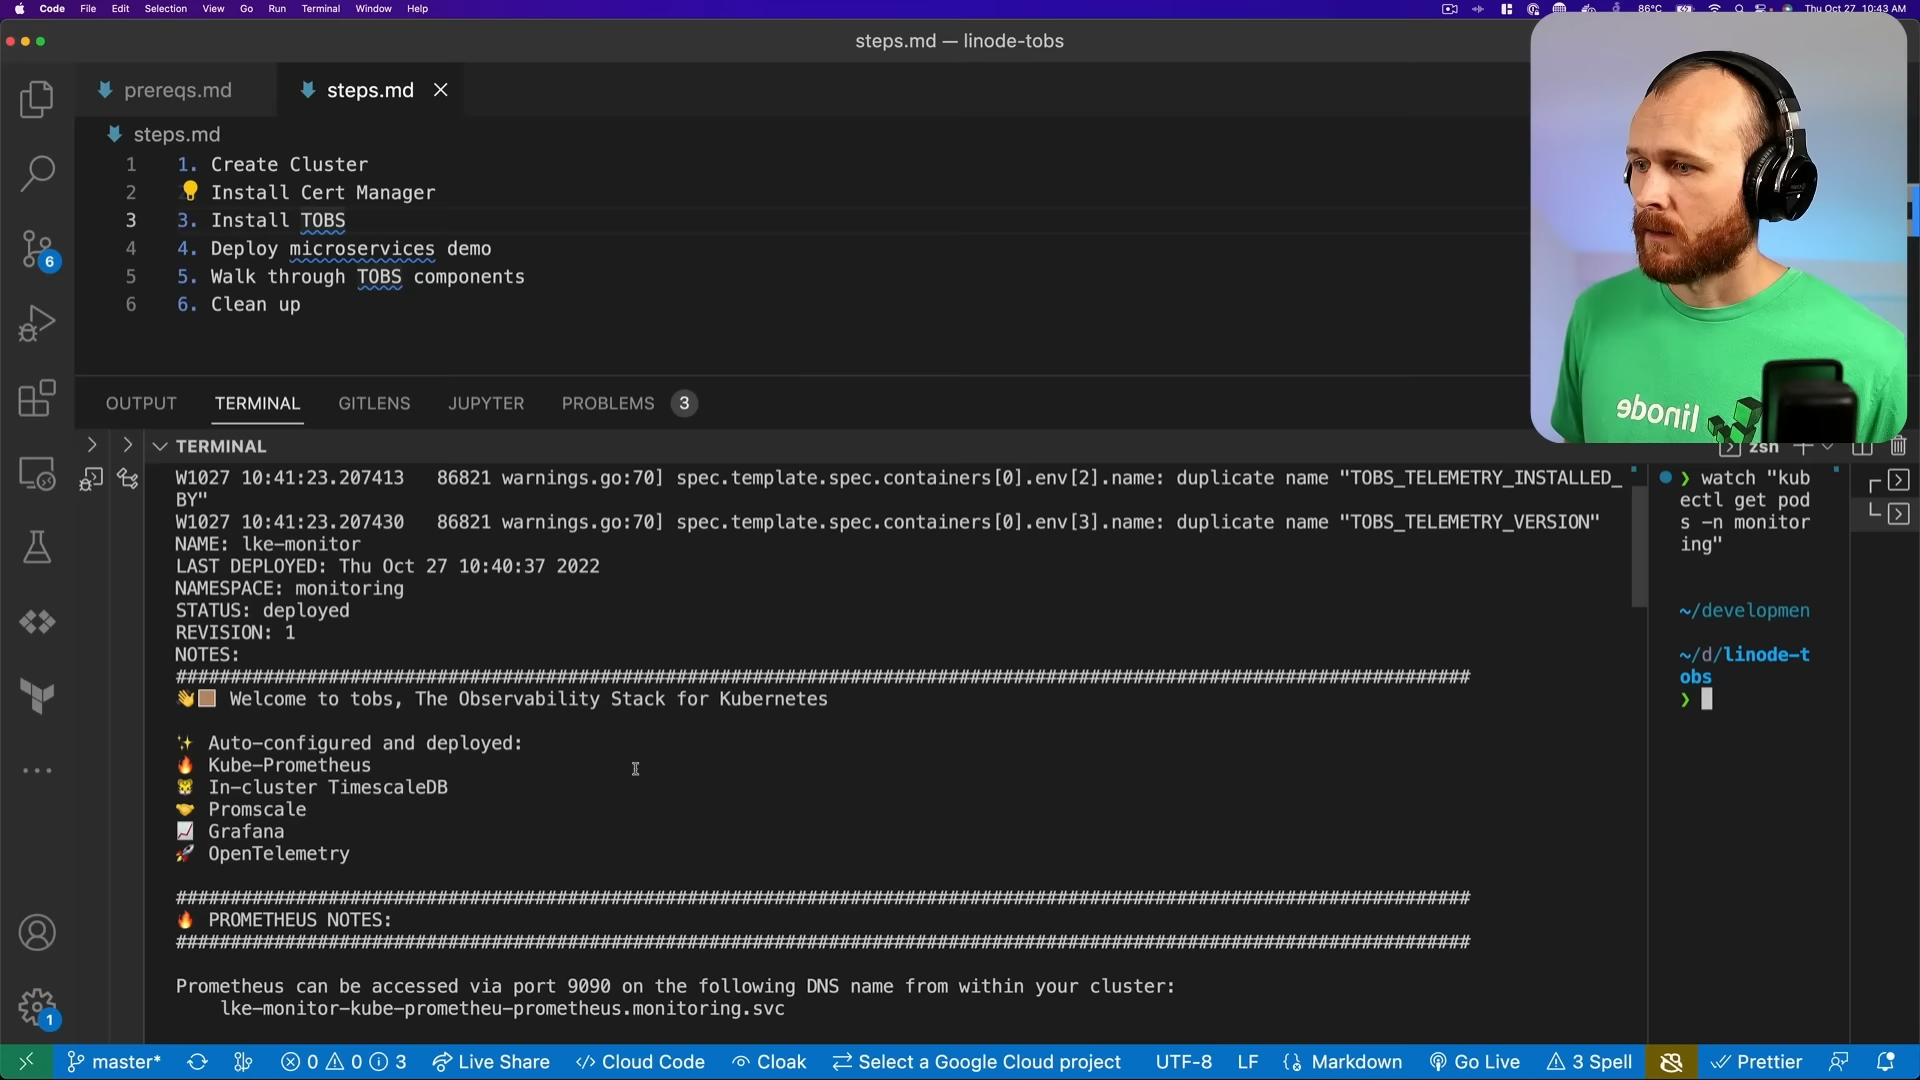 Code File Edit Selection View Go Run Terminal Window Help 86°C Thu Oct 27 10:43 AM
steps.md — linode-tobs
prereqs.md steps.md
steps.md
1 1. Create Cluster
2 Install Cert Manager
3 3. Install TOBS
4 4. Deploy microservices demo
5 5. Walk through TOBS components
6 6. Clean up
linode
OUTPUT TERMINAL GITLENS JUPYTER PROBLEMS 3
TERMINAL zsh
W1027 10:41:23.207413 86821 warnings.go:70] spec.template.spec.containers[0].env[2].name: duplicate name "TOBS_TELEMETRY_INSTALLED_
BY"
W1027 10:41:23.207430 86821 warnings.go:70] spec.template.spec.containers[0].env[3].name: duplicate name "TOBS_TELEMETRY_VERSION"
NAME: lke-monitor
LAST DEPLOYED: Thu Oct 27 10:40:37 2022
NAMESPACE: monitoring
STATUS: deployed
REVISION: 1
NOTES:
👋🏽 Welcome to tobs, The Observability Stack for Kubernetes
✨ Auto-configured and deployed:
🔥 Kube-Prometheus
🐯 In-cluster TimescaleDB
🤝 Promscale
📈 Grafana
🚀 OpenTelemetry
🔥 PROMETHEUS NOTES:
Prometheus can be accessed via port 9090 on the following DNS name from within your cluster:
lke-monitor-kube-prometheu-prometheus.monitoring.svc
❯ watch "kub
ectl get pod
s -n monitor
ing"
~/developmen
~/d/linode-t
obs
❯
6
1
master* 0 0 3 Live Share Cloud Code Cloak Select a Google Cloud project UTF-8 LF Markdown Go Live 3 Spell Prettier